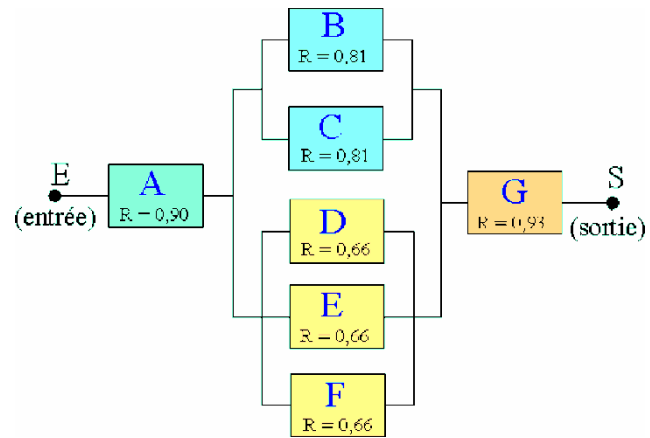 B
R = 0,81
C
R = 0,81
E
(entrée)
A
R = 0,90
D
R = 0,66
E
R = 0,66
F
R = 0,66
G
R = 0,93
S
(sortie)